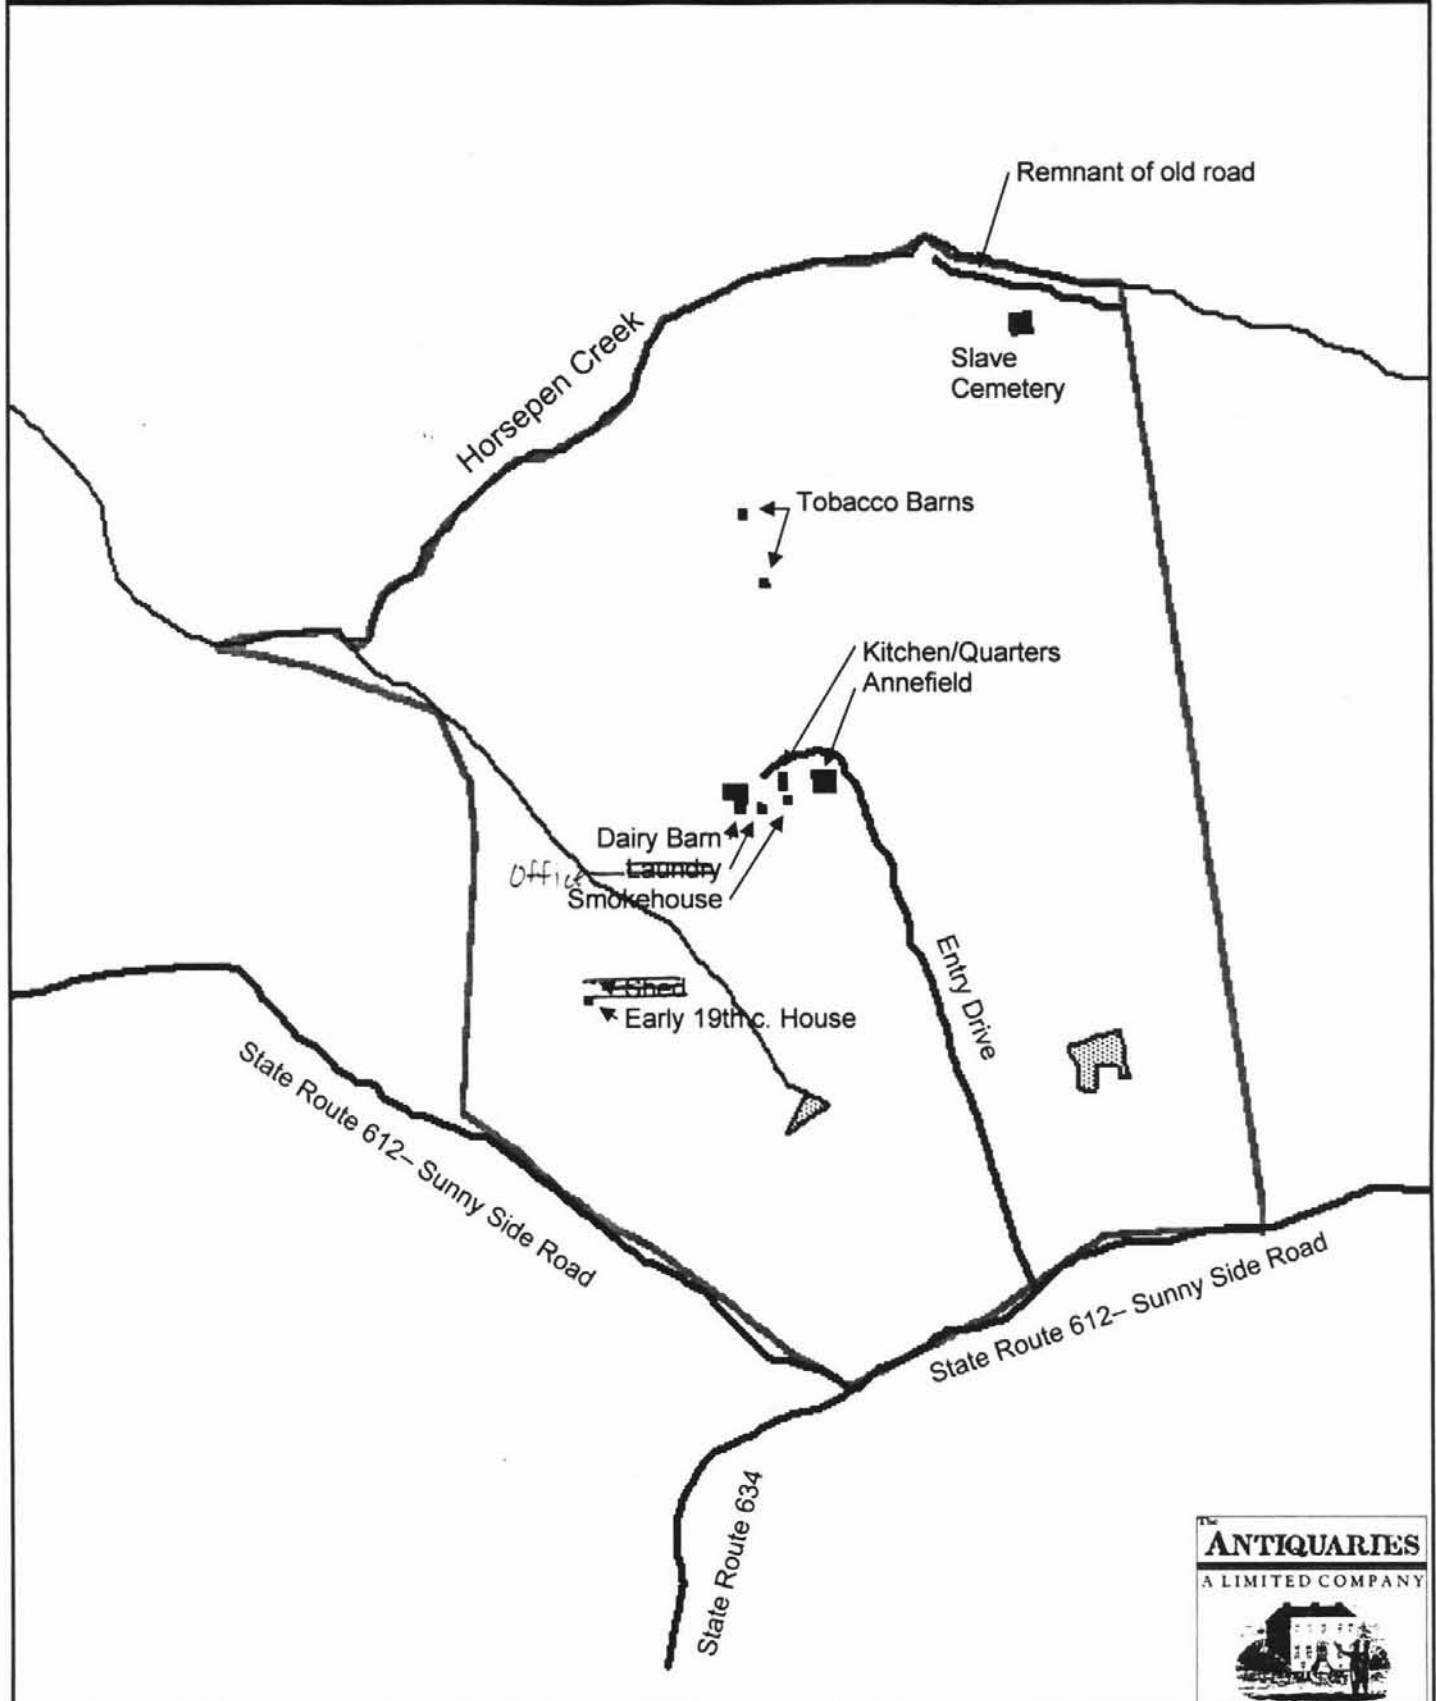 Remnant of old road
Horsepen Creek
Slave
Cemetery
Tobacco Barns
Kitchen/Quarters
Annefield
Dairy Barn
Office Laundry
Smokehouse
Shed
Early 19th c. House
Entry Drive
State Route 612– Sunny Side Road
State Route 612– Sunny Side Road
State Route 634
The
ANTIQUARIES
A LIMITED COMPANY